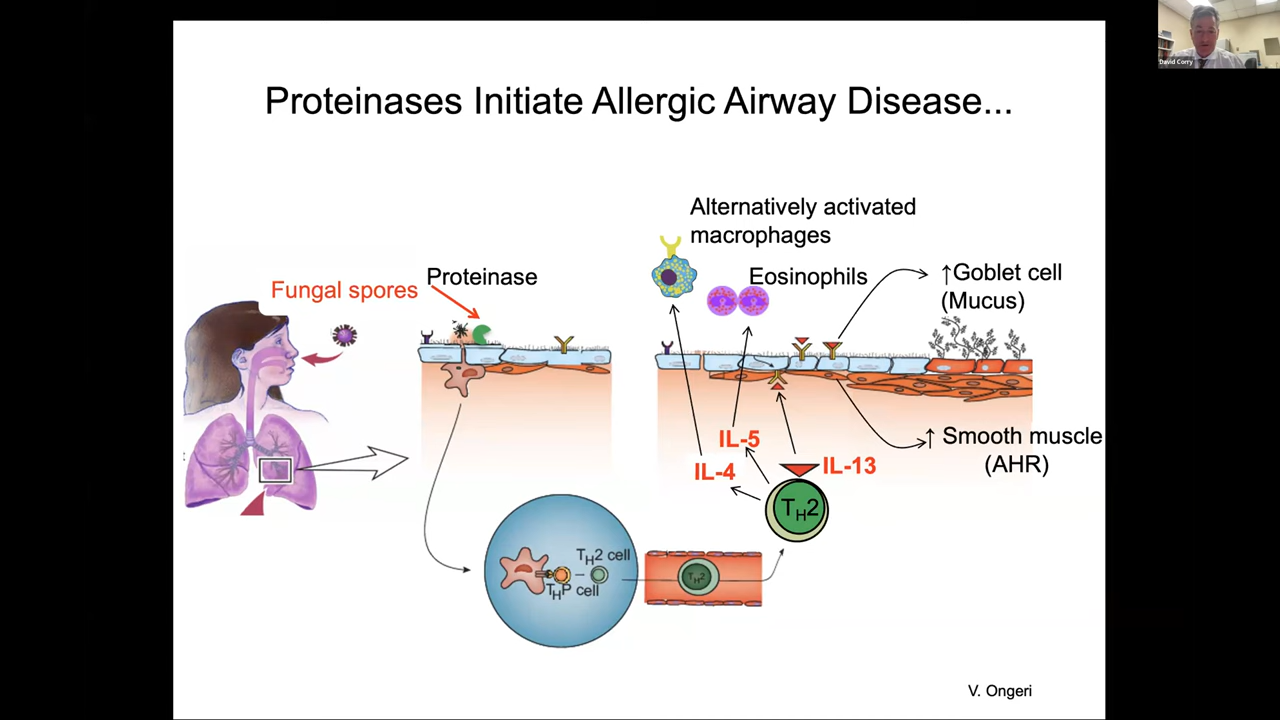 David Corry
Proteinases Initiate Allergic Airway Disease...
Alternatively activated
macrophages
Fungal spores
Proteinase
Eosinophils
↑Goblet cell
(Mucus)
IL-5
IL-4
IL-13
↑ Smooth muscle
(AHR)
TH2
TH2 cell
THP cell
TH2
V. Ongeri